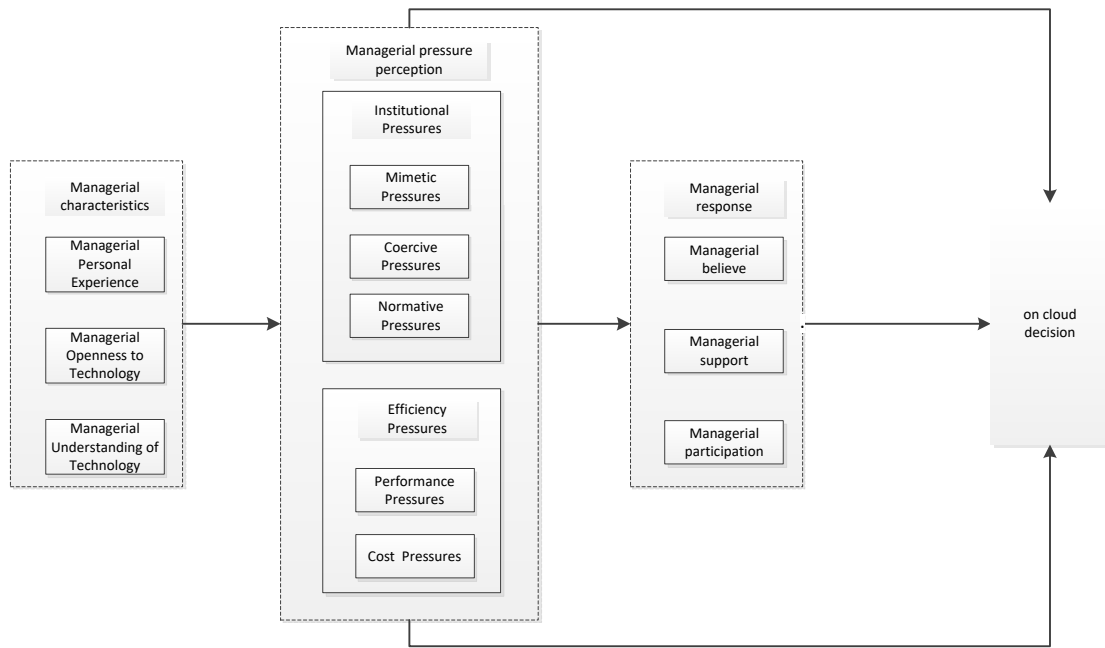 Managerial
characteristics
Managerial
Personal
Experience
Managerial
Openness to
Technology
Managerial
Understanding of
Technology
Managerial pressure
perception
Institutional
Pressures
Mimetic
Pressures
Coercive
Pressures
Normative
Pressures
Efficiency
Pressures
Performance
Pressures
Cost Pressures
Managerial
response
Managerial
believe
Managerial
support
Managerial
participation
on cloud
decision